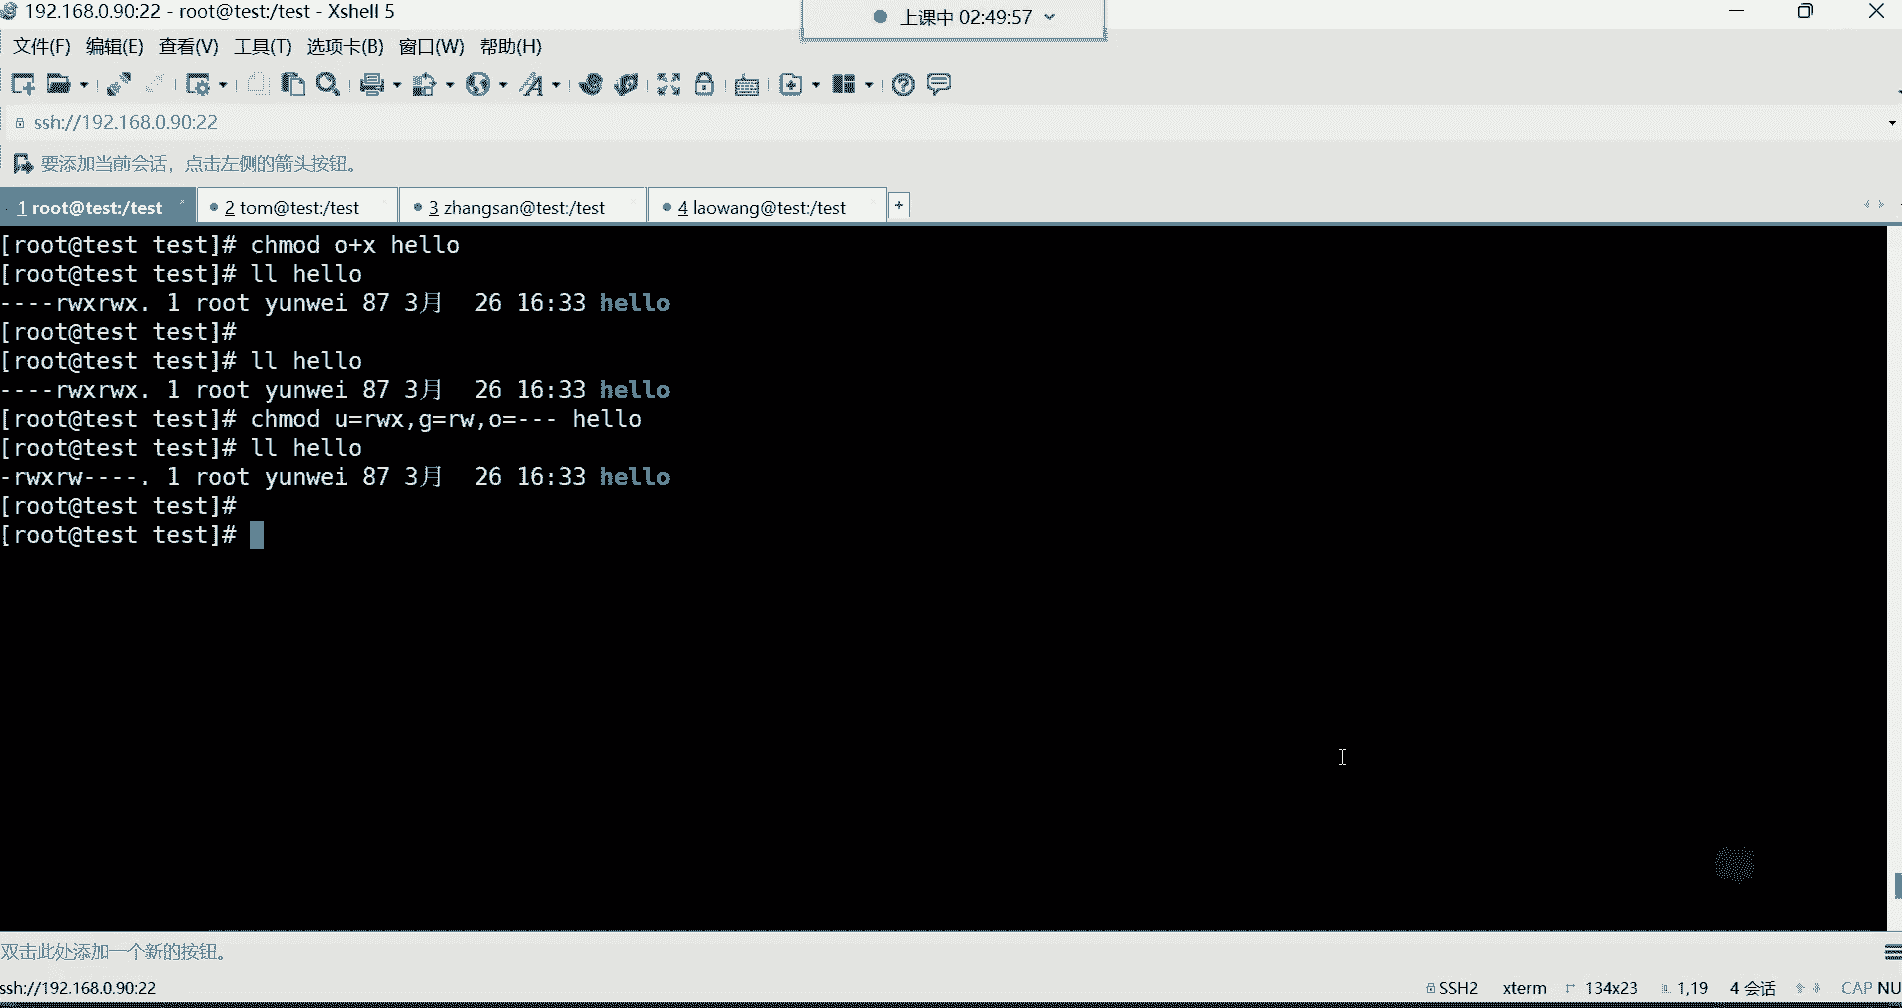 192.168.0.90:22 - root@test:/test - Xshell 5
上课中 02:49:57
文件(F) 编辑(E) 查看(V) 工具(T) 选项卡(B) 窗口(W) 帮助(H)
ssh://192.168.0.90:22
要添加当前会话，点击左侧的箭头按钮。
1 root@test:/test 2 tom@test:/test 3 zhangsan@test:/test 4 laowang@test:/test +
[root@test test]# chmod o+x hello
[root@test test]# ll hello
----rwxrwx. 1 root yunwei 87 3月  26 16:33 hello
[root@test test]#
[root@test test]# ll hello
----rwxrwx. 1 root yunwei 87 3月  26 16:33 hello
[root@test test]# chmod u=rwx,g=rw,o=--- hello
[root@test test]# ll hello
-rwxrw----. 1 root yunwei 87 3月  26 16:33 hello
[root@test test]#
[root@test test]#
双击此处添加一个新的按钮。
ssh://192.168.0.90:22 SSH2 xterm 134x23 1,19 4 会话 CAP NU